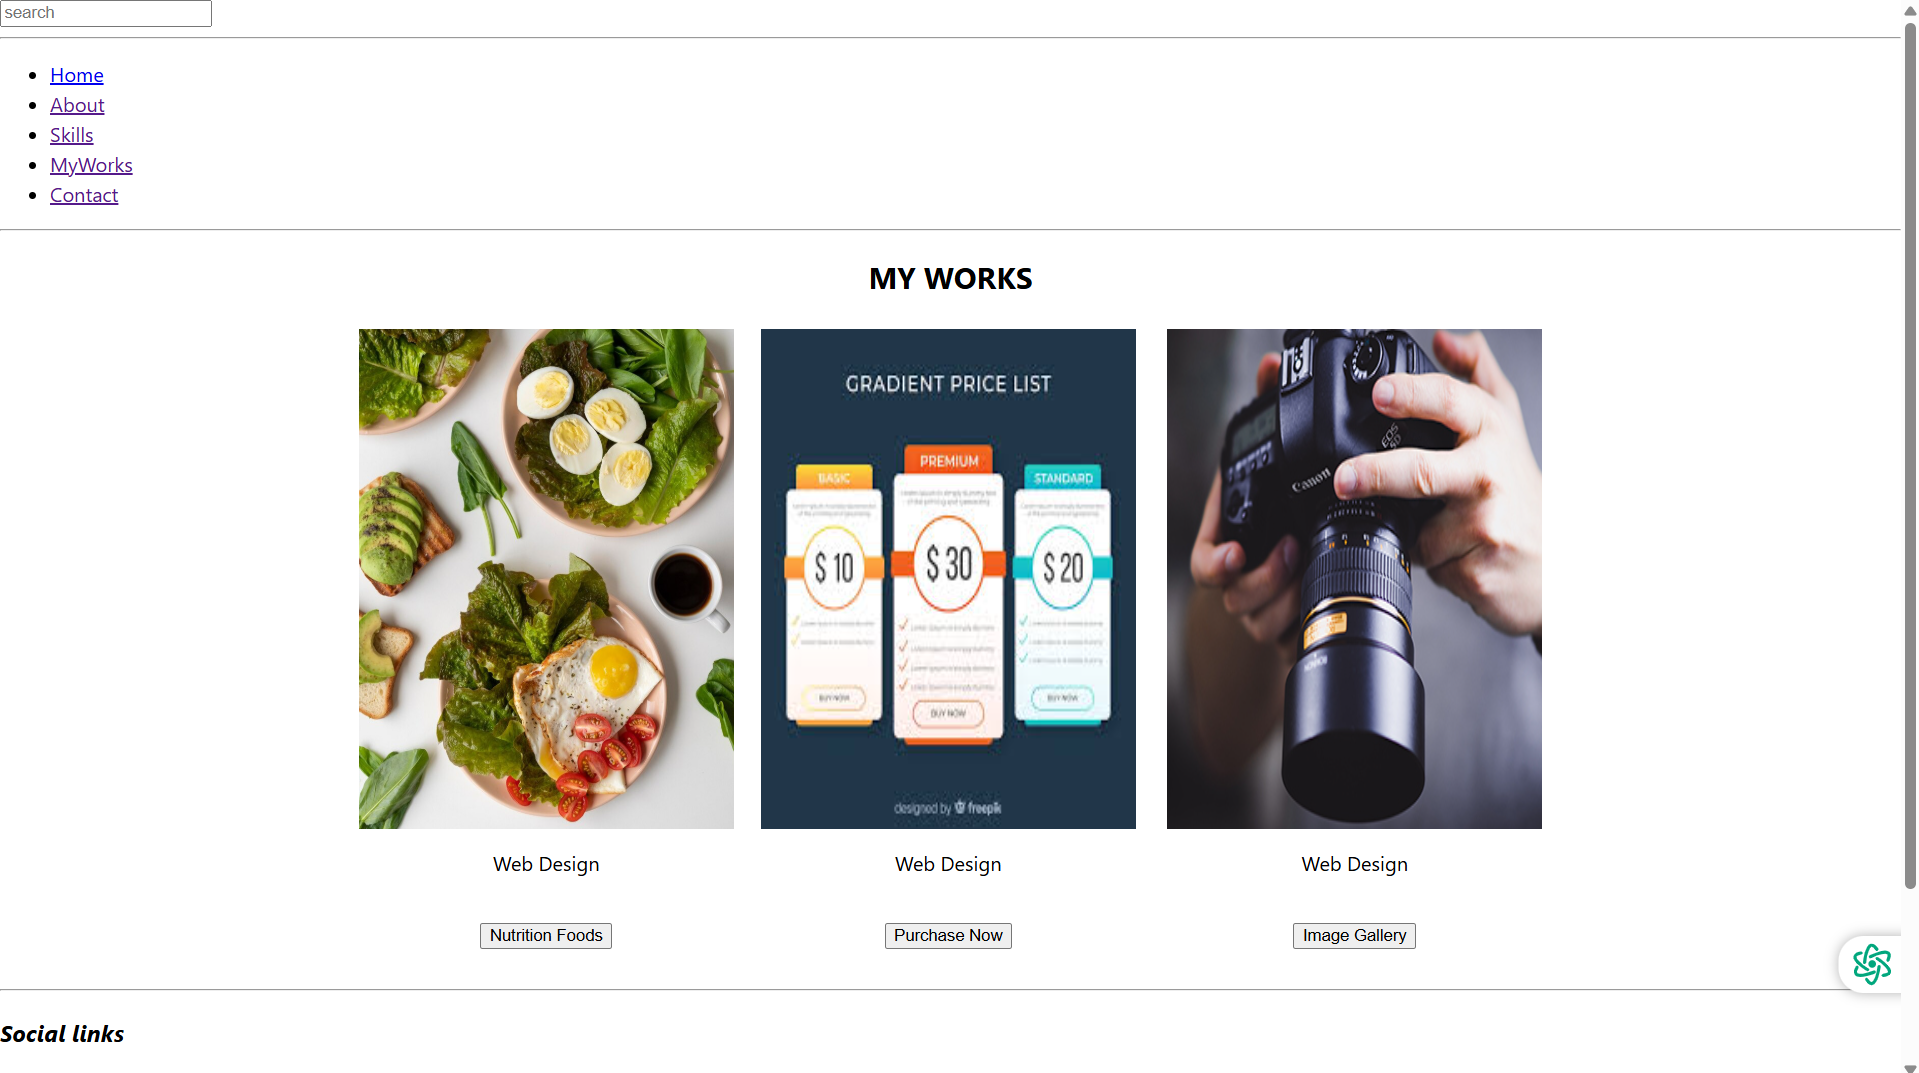 search
Home
About
Skills
MyWorks
Contact
MY WORKS
GRADIENT PRICE LIST
BASIC
PREMIUM
STANDARD
$ 10
$ 30
$ 20
BUY NOW
BUY NOW
BUY NOW
designed by freepik
Canon
EOS
Web Design
Web Design
Web Design
Nutrition Foods
Purchase Now
Image Gallery
Social links